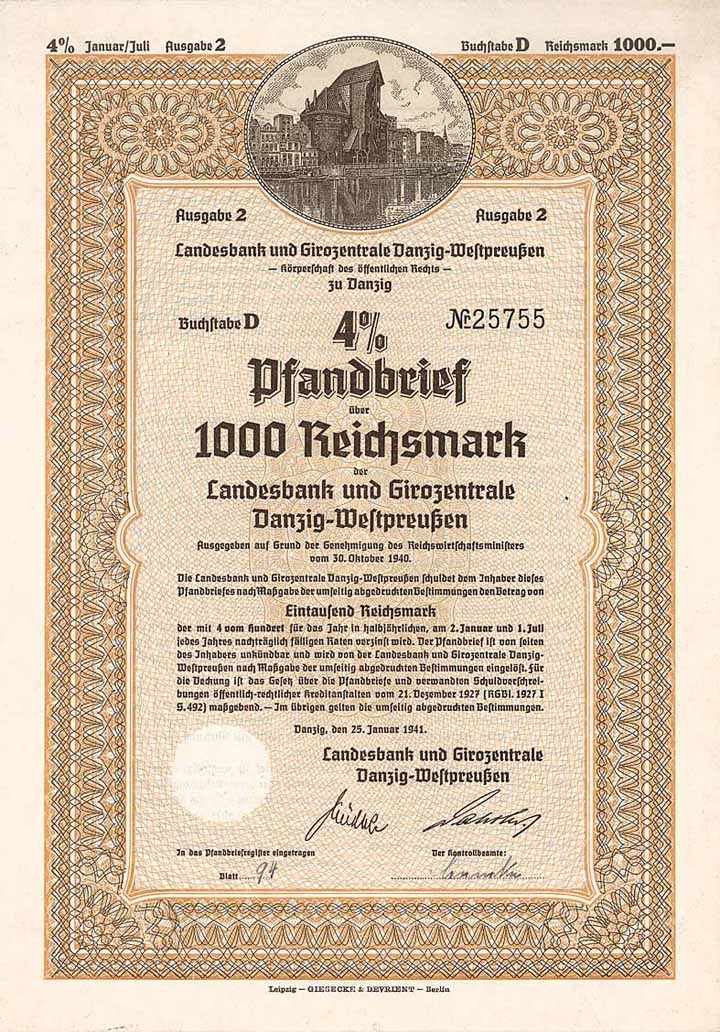 4% Januar/Juli Ausgabe 2
Buchstabe D Reichsmark 1000.—
Ausgabe 2
Ausgabe 2
Landesbank und Girozentrale Danzig-Westpreußen
— Körperschaft des öffentlichen Rechts —
zu Danzig
Buchstabe D
№ 25755
4%
Pfandbrief
über
1000 Reichsmark
der
Landesbank und Girozentrale
Danzig-Westpreußen
Ausgegeben auf Grund der Genehmigung des Reichswirtschaftsministers
vom 30. Oktober 1940.
Die Landesbank und Girozentrale Danzig-Westpreußen schuldet dem Inhaber dieses
Pfandbriefes nach Maßgabe der umseitig abgedruckten Bestimmungen den Betrag von
Eintausend Reichsmark
der mit 4 vom Hundert für das Jahr in halbjährlichen, am 2. Januar und 1. Juli
jedes Jahres nachträglich fälligen Raten verzinst wird. Der Pfandbrief ist von seiten
des Inhabers unkündbar und wird von der Landesbank und Girozentrale Danzig-
Westpreußen nach Maßgabe der umseitig abgedruckten Bestimmungen eingelöst. Für
die Deckung ist das Gesetz über die Pfandbriefe und verwandten Schuldverschrei-
bungen öffentlich-rechtlicher Kreditanstalten vom 21. Dezember 1927 (RGBl. 1927 I
S. 492) maßgebend. — Im übrigen gelten die umseitig abgedruckten Bestimmungen.
Danzig, den 25. Januar 1941.
Landesbank und Girozentrale
Danzig-Westpreußen
In das Pfandbriefregister eingetragen
Blatt 94
Der Kontrollbeamte:
Leipzig — GIESECKE & DEVRIENT — Berlin